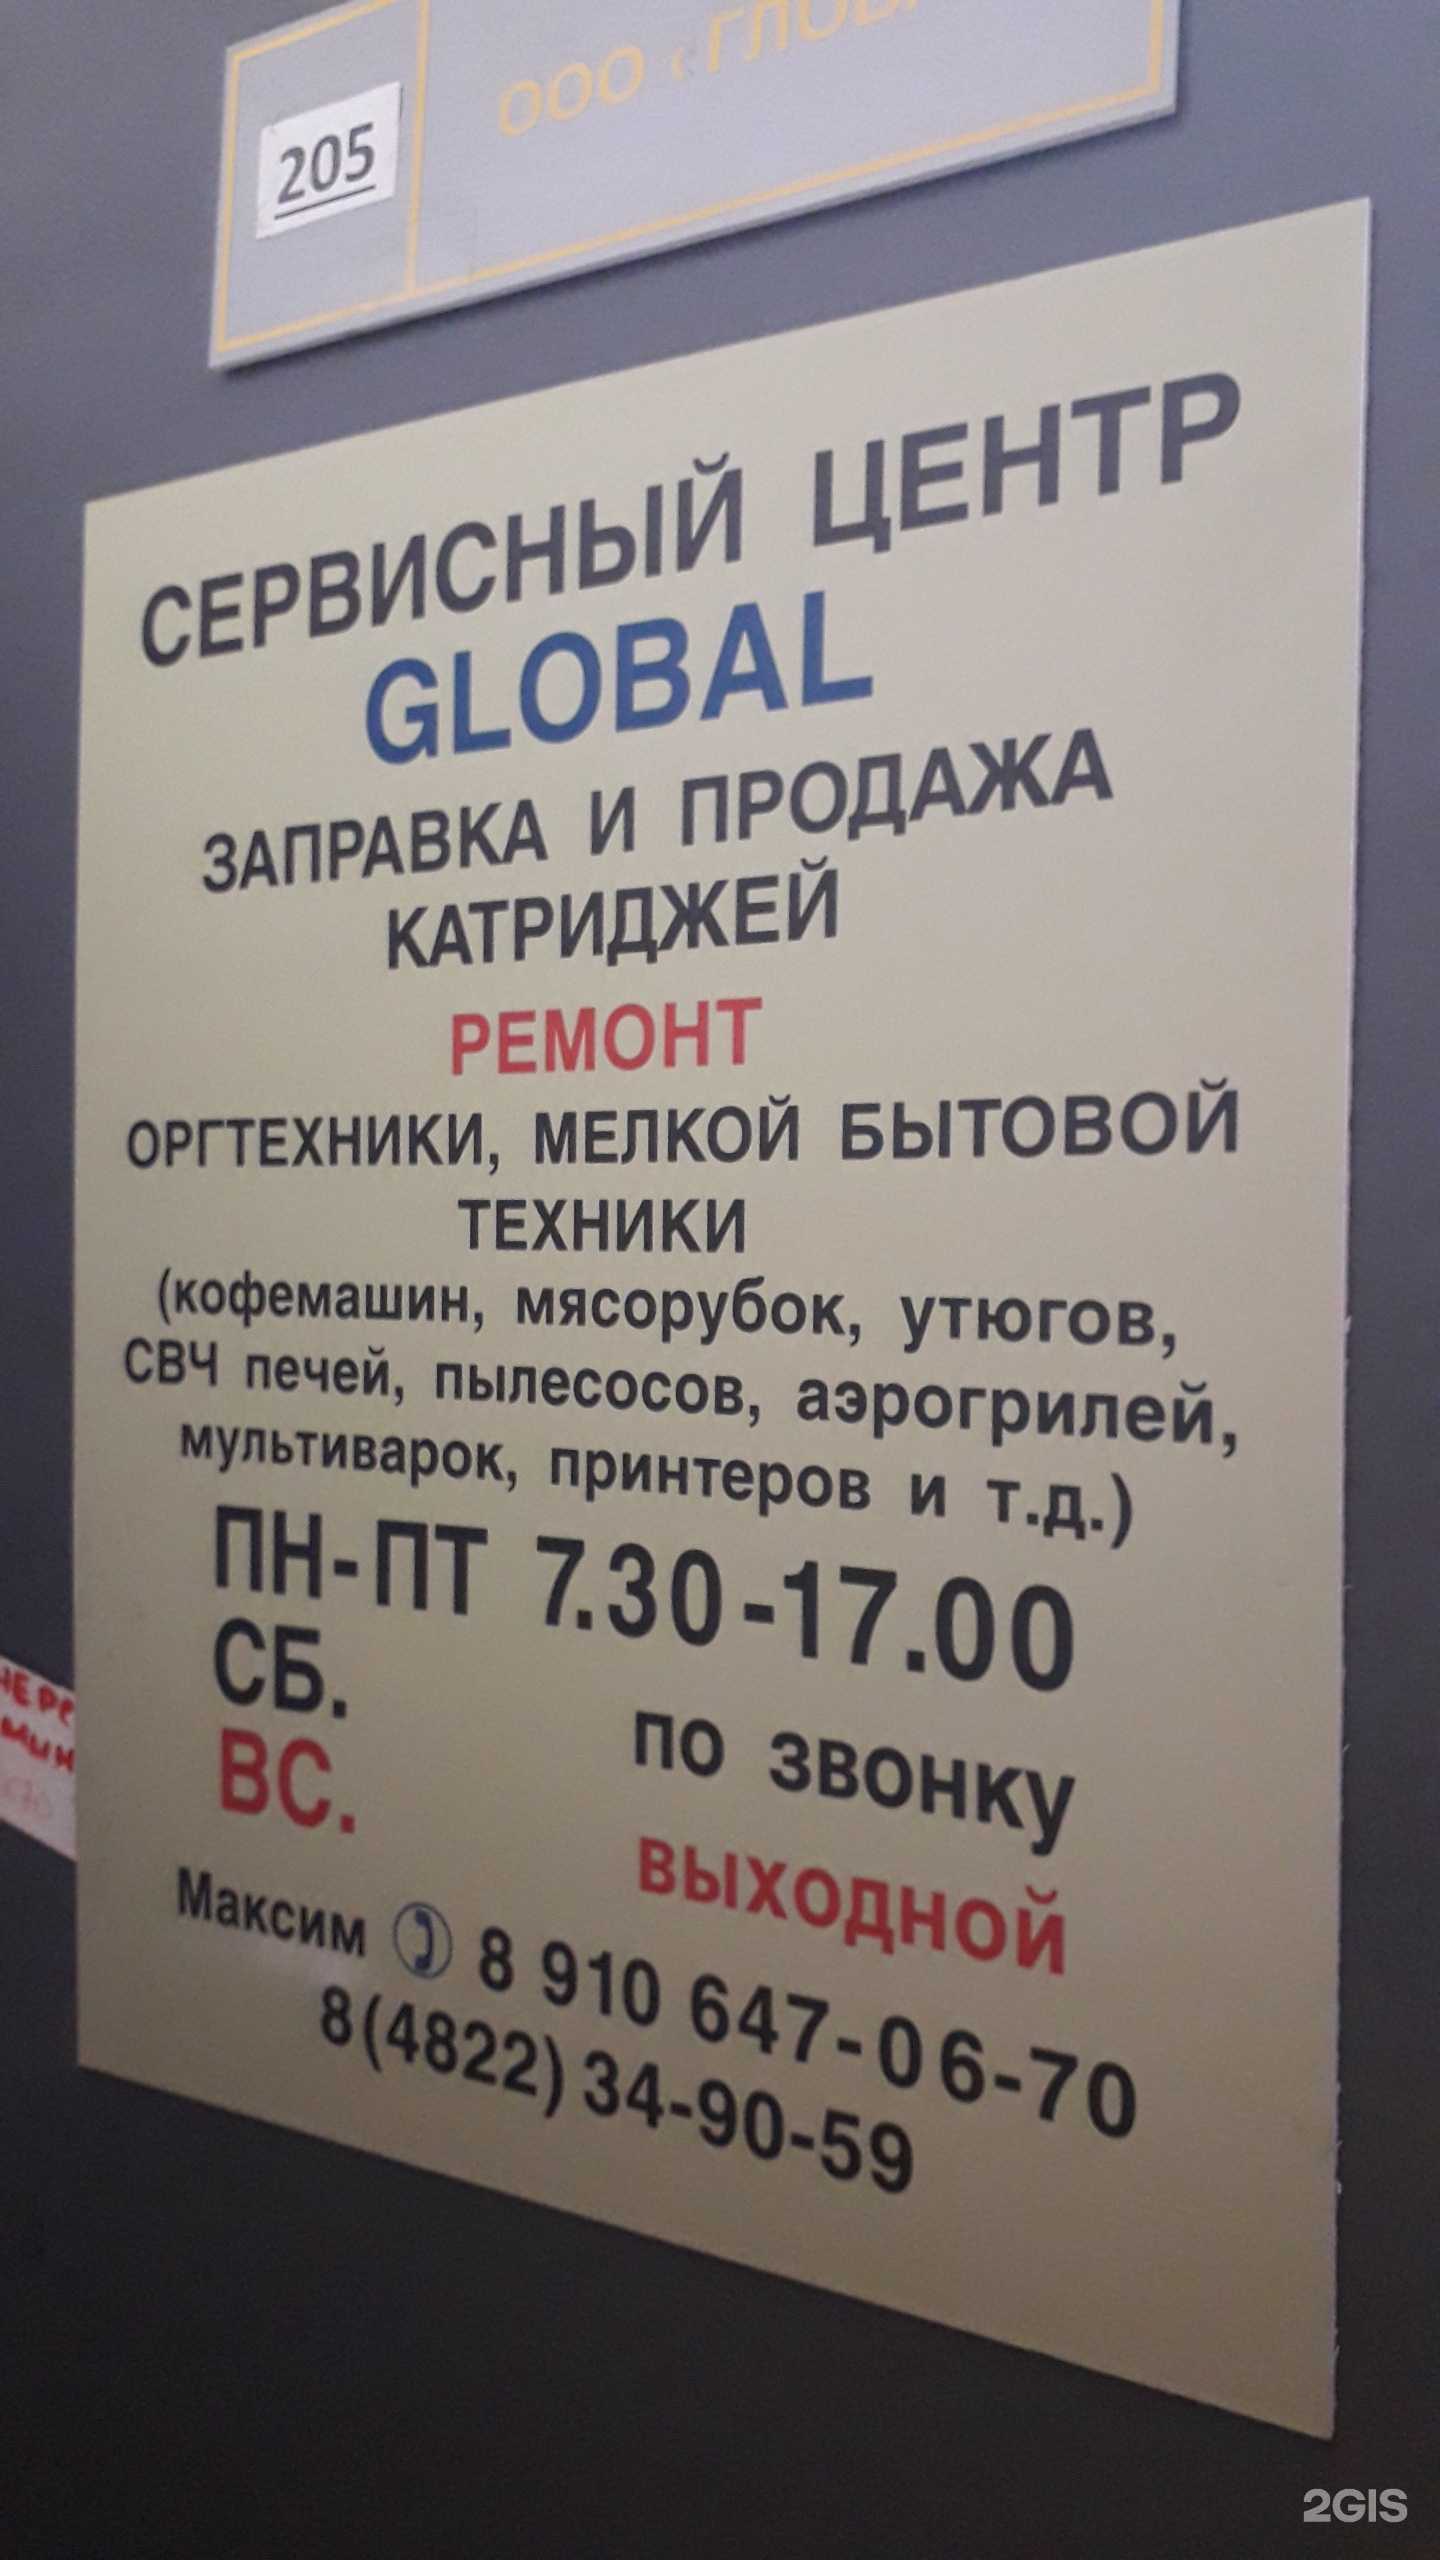 205
ООО
СЕРВИСНЫЙ ЦЕНТР
GLOBAL
ЗАПРАВКА И ПРОДАЖА
КАТРИДЖЕЙ
РЕМОНТ
ОРГТЕХНИКИ, МЕЛКОЙ БЫТОВОЙ
ТЕХНИКИ
(кофемашин, мясорубок, утюгов,
СВЧ печей, пылесосов, аэрогрилей,
мультиварок, принтеров и т.д.)
ПН-ПТ 7.30-17.00
СБ. по звонку
ВС. выходной
Максим 8 910 647-06-70
8(4822)34-90-59
2GIS